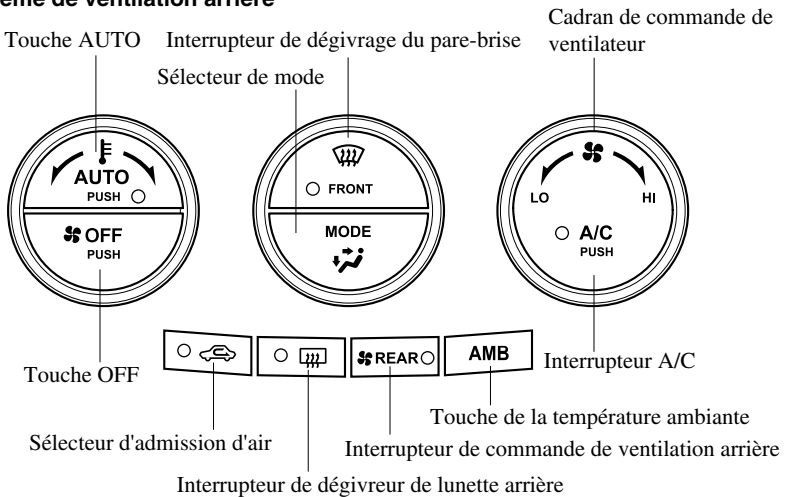 Cadran de commande de
ventilateur
Touche AUTO
Interrupteur de dégivrage du pare-brise
Sélecteur de mode
AUTO
PUSH
OFF
PUSH
FRONT
MODE
LO
HI
A/C
PUSH
REAR
AMB
Touche OFF
Interrupteur A/C
Touche de la température ambiante
Sélecteur d'admission d'air
Interrupteur de commande de ventilation arrière
Interrupteur de dégivreur de lunette arrière